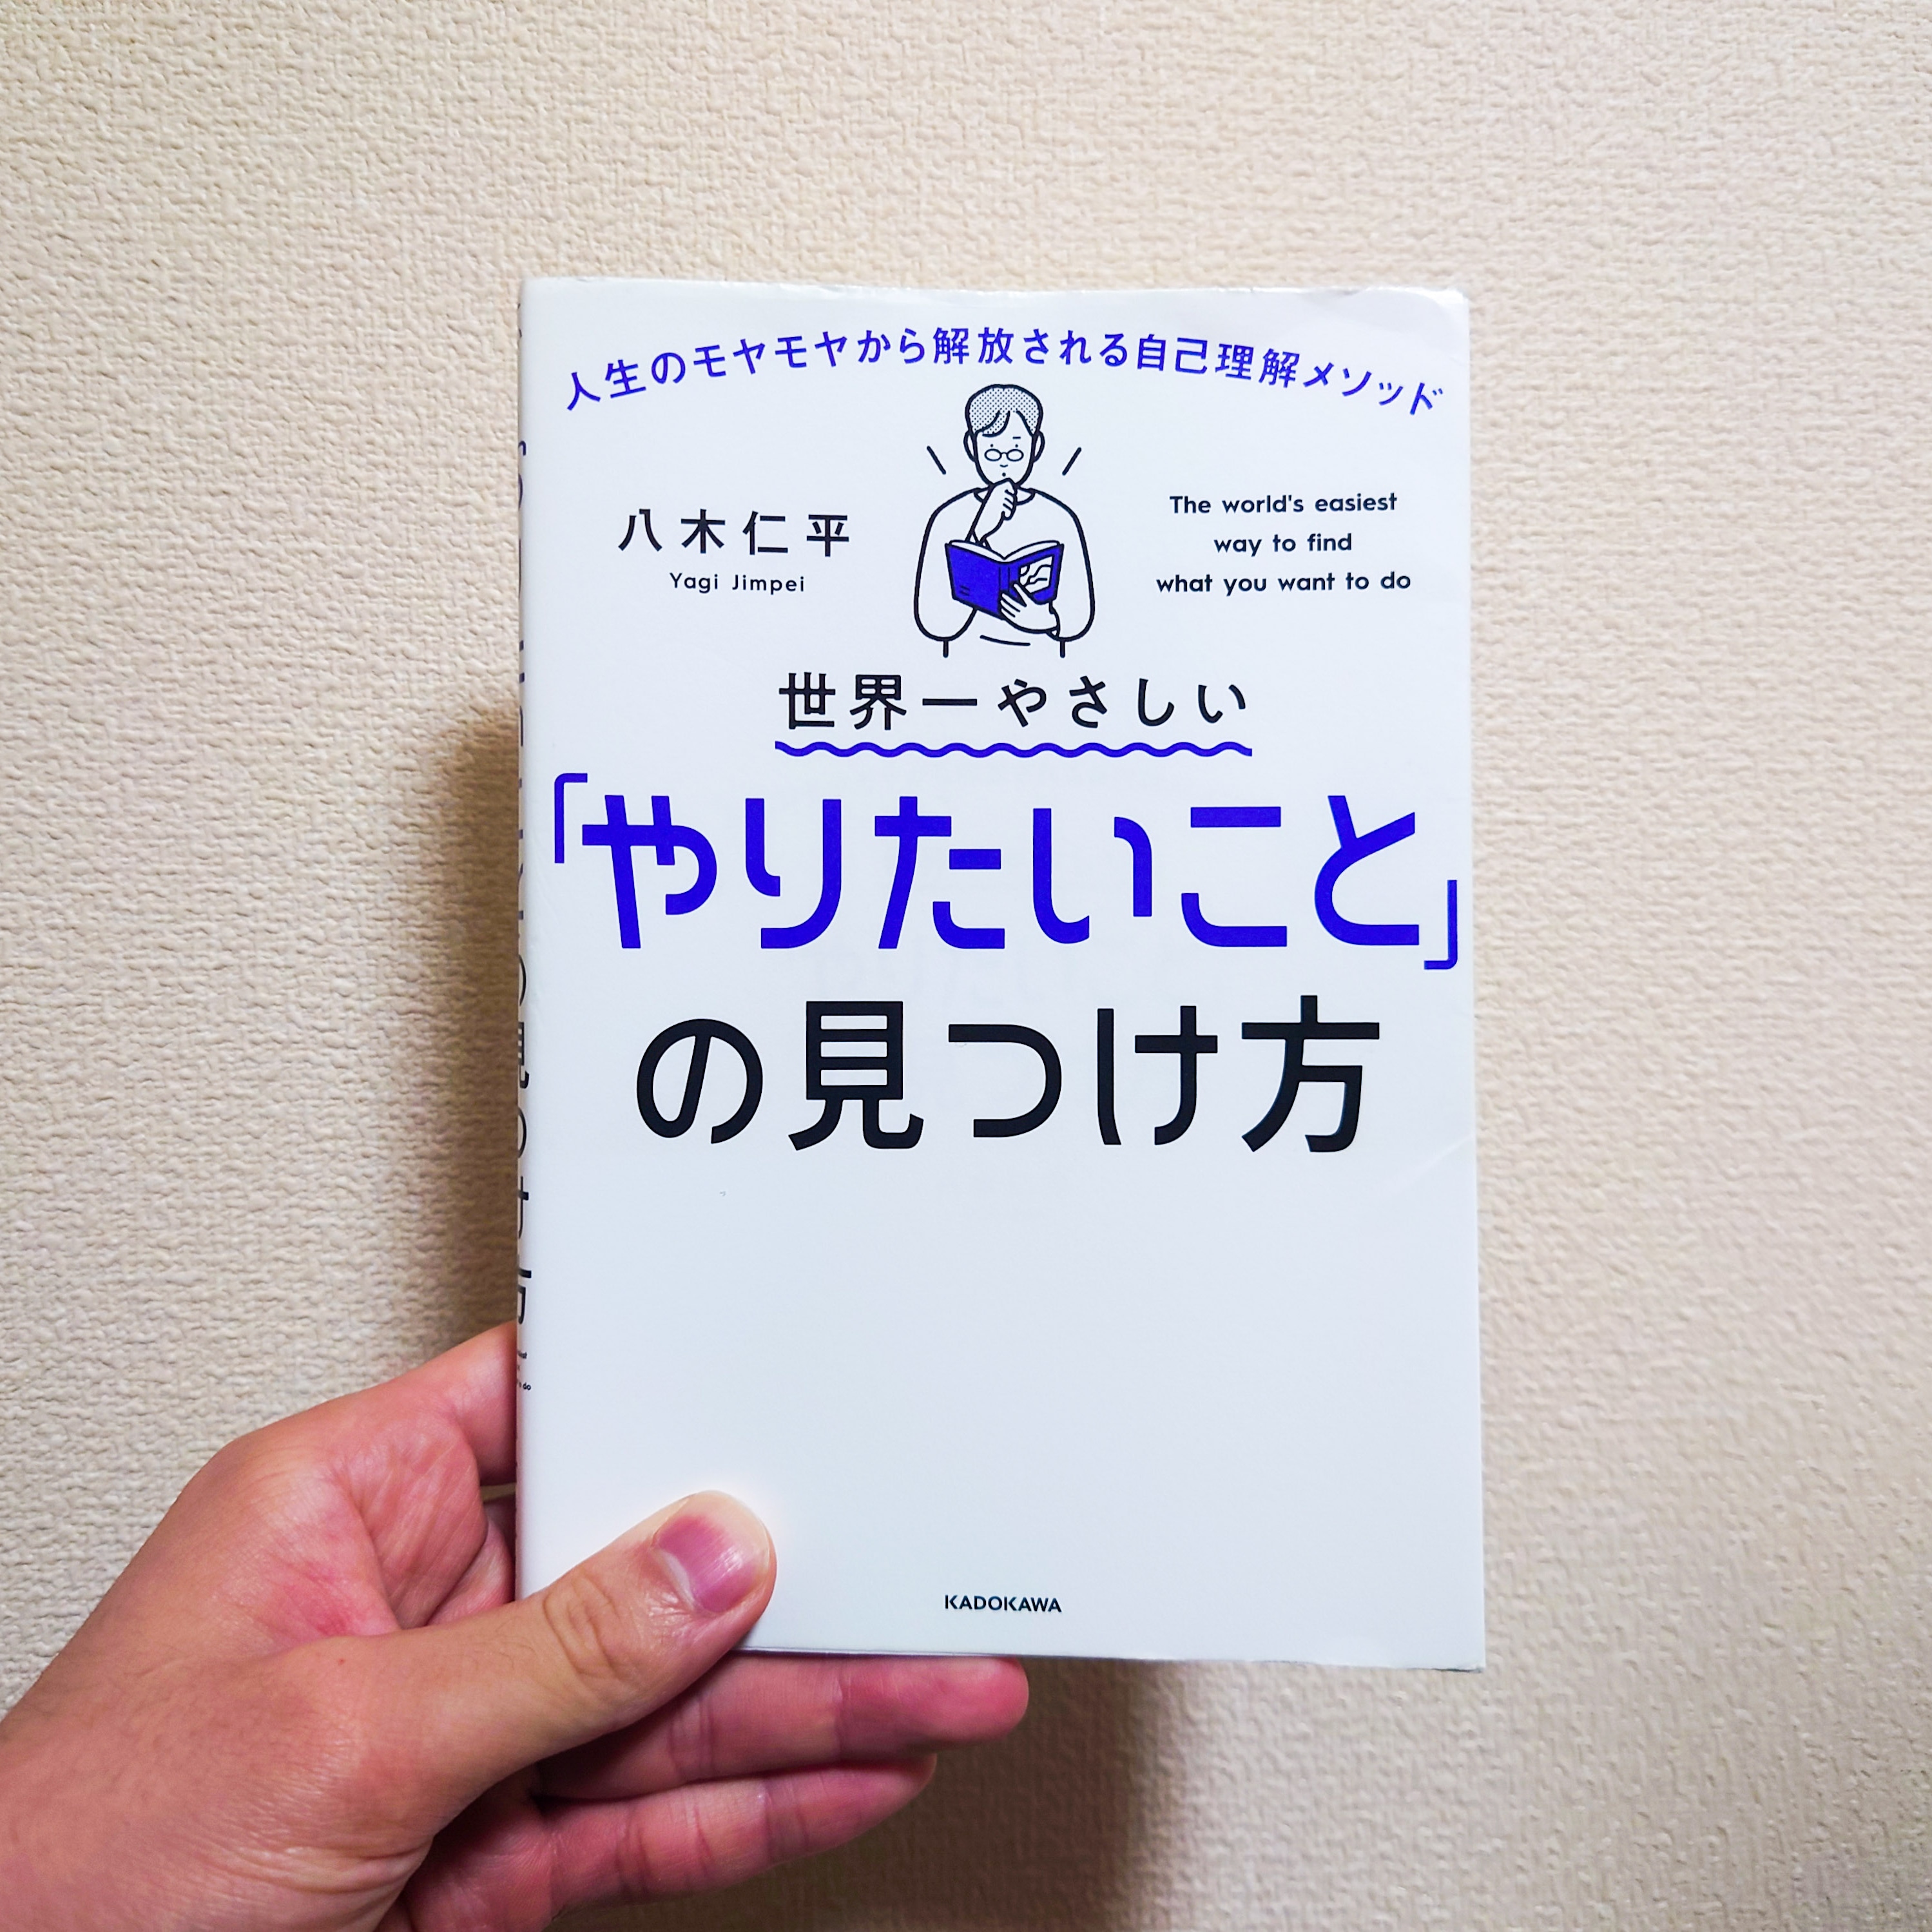 人生のモヤモヤから解放される自己理解メソッド
八木仁平
Yagi Jimpei
The world's easiest
way to find
what you want to do
世界一やさしい
「やりたいこと」
の見つけ方
KADOKAWA